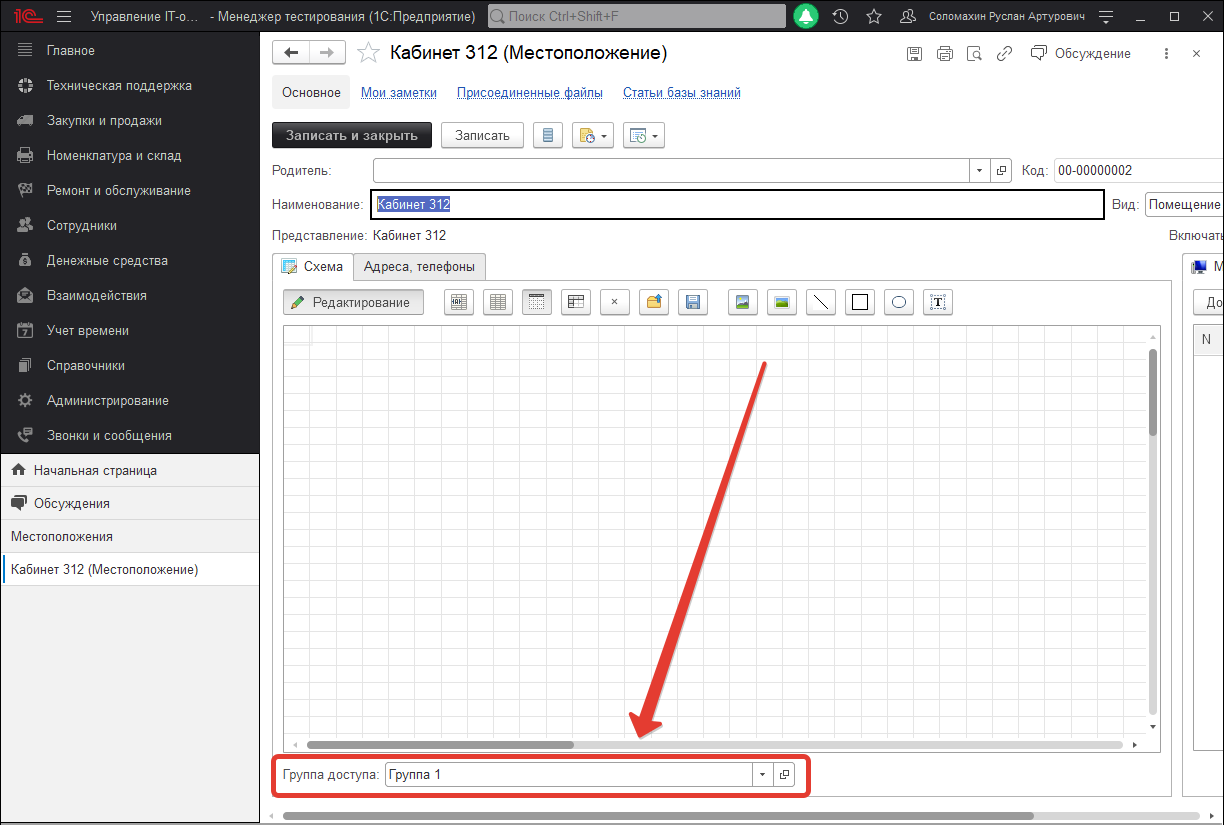 1С Управление IT-о... - Менеджер тестирования (1С:Предприятие) Поиск Ctrl+Shift+F Соломахин Руслан Артурович
Главное
Техническая поддержка
Закупки и продажи
Номенклатура и склад
Ремонт и обслуживание
Сотрудники
Денежные средства
Взаимодействия
Учет времени
Справочники
Администрирование
Звонки и сообщения
Начальная страница
Обсуждения
Местоположения
Кабинет 312 (Местоположение)
Кабинет 312 (Местоположение) Обсуждение
Основное Мои заметки Присоединенные файлы Статьи базы знаний
Записать и закрыть Записать
Родитель: Код: 00-00000002
Наименование: Кабинет 312 Вид: Помещение
Представление: Кабинет 312 Включать
Схема Адреса, телефоны М
Редактирование T До
N
Группа доступа: Группа 1